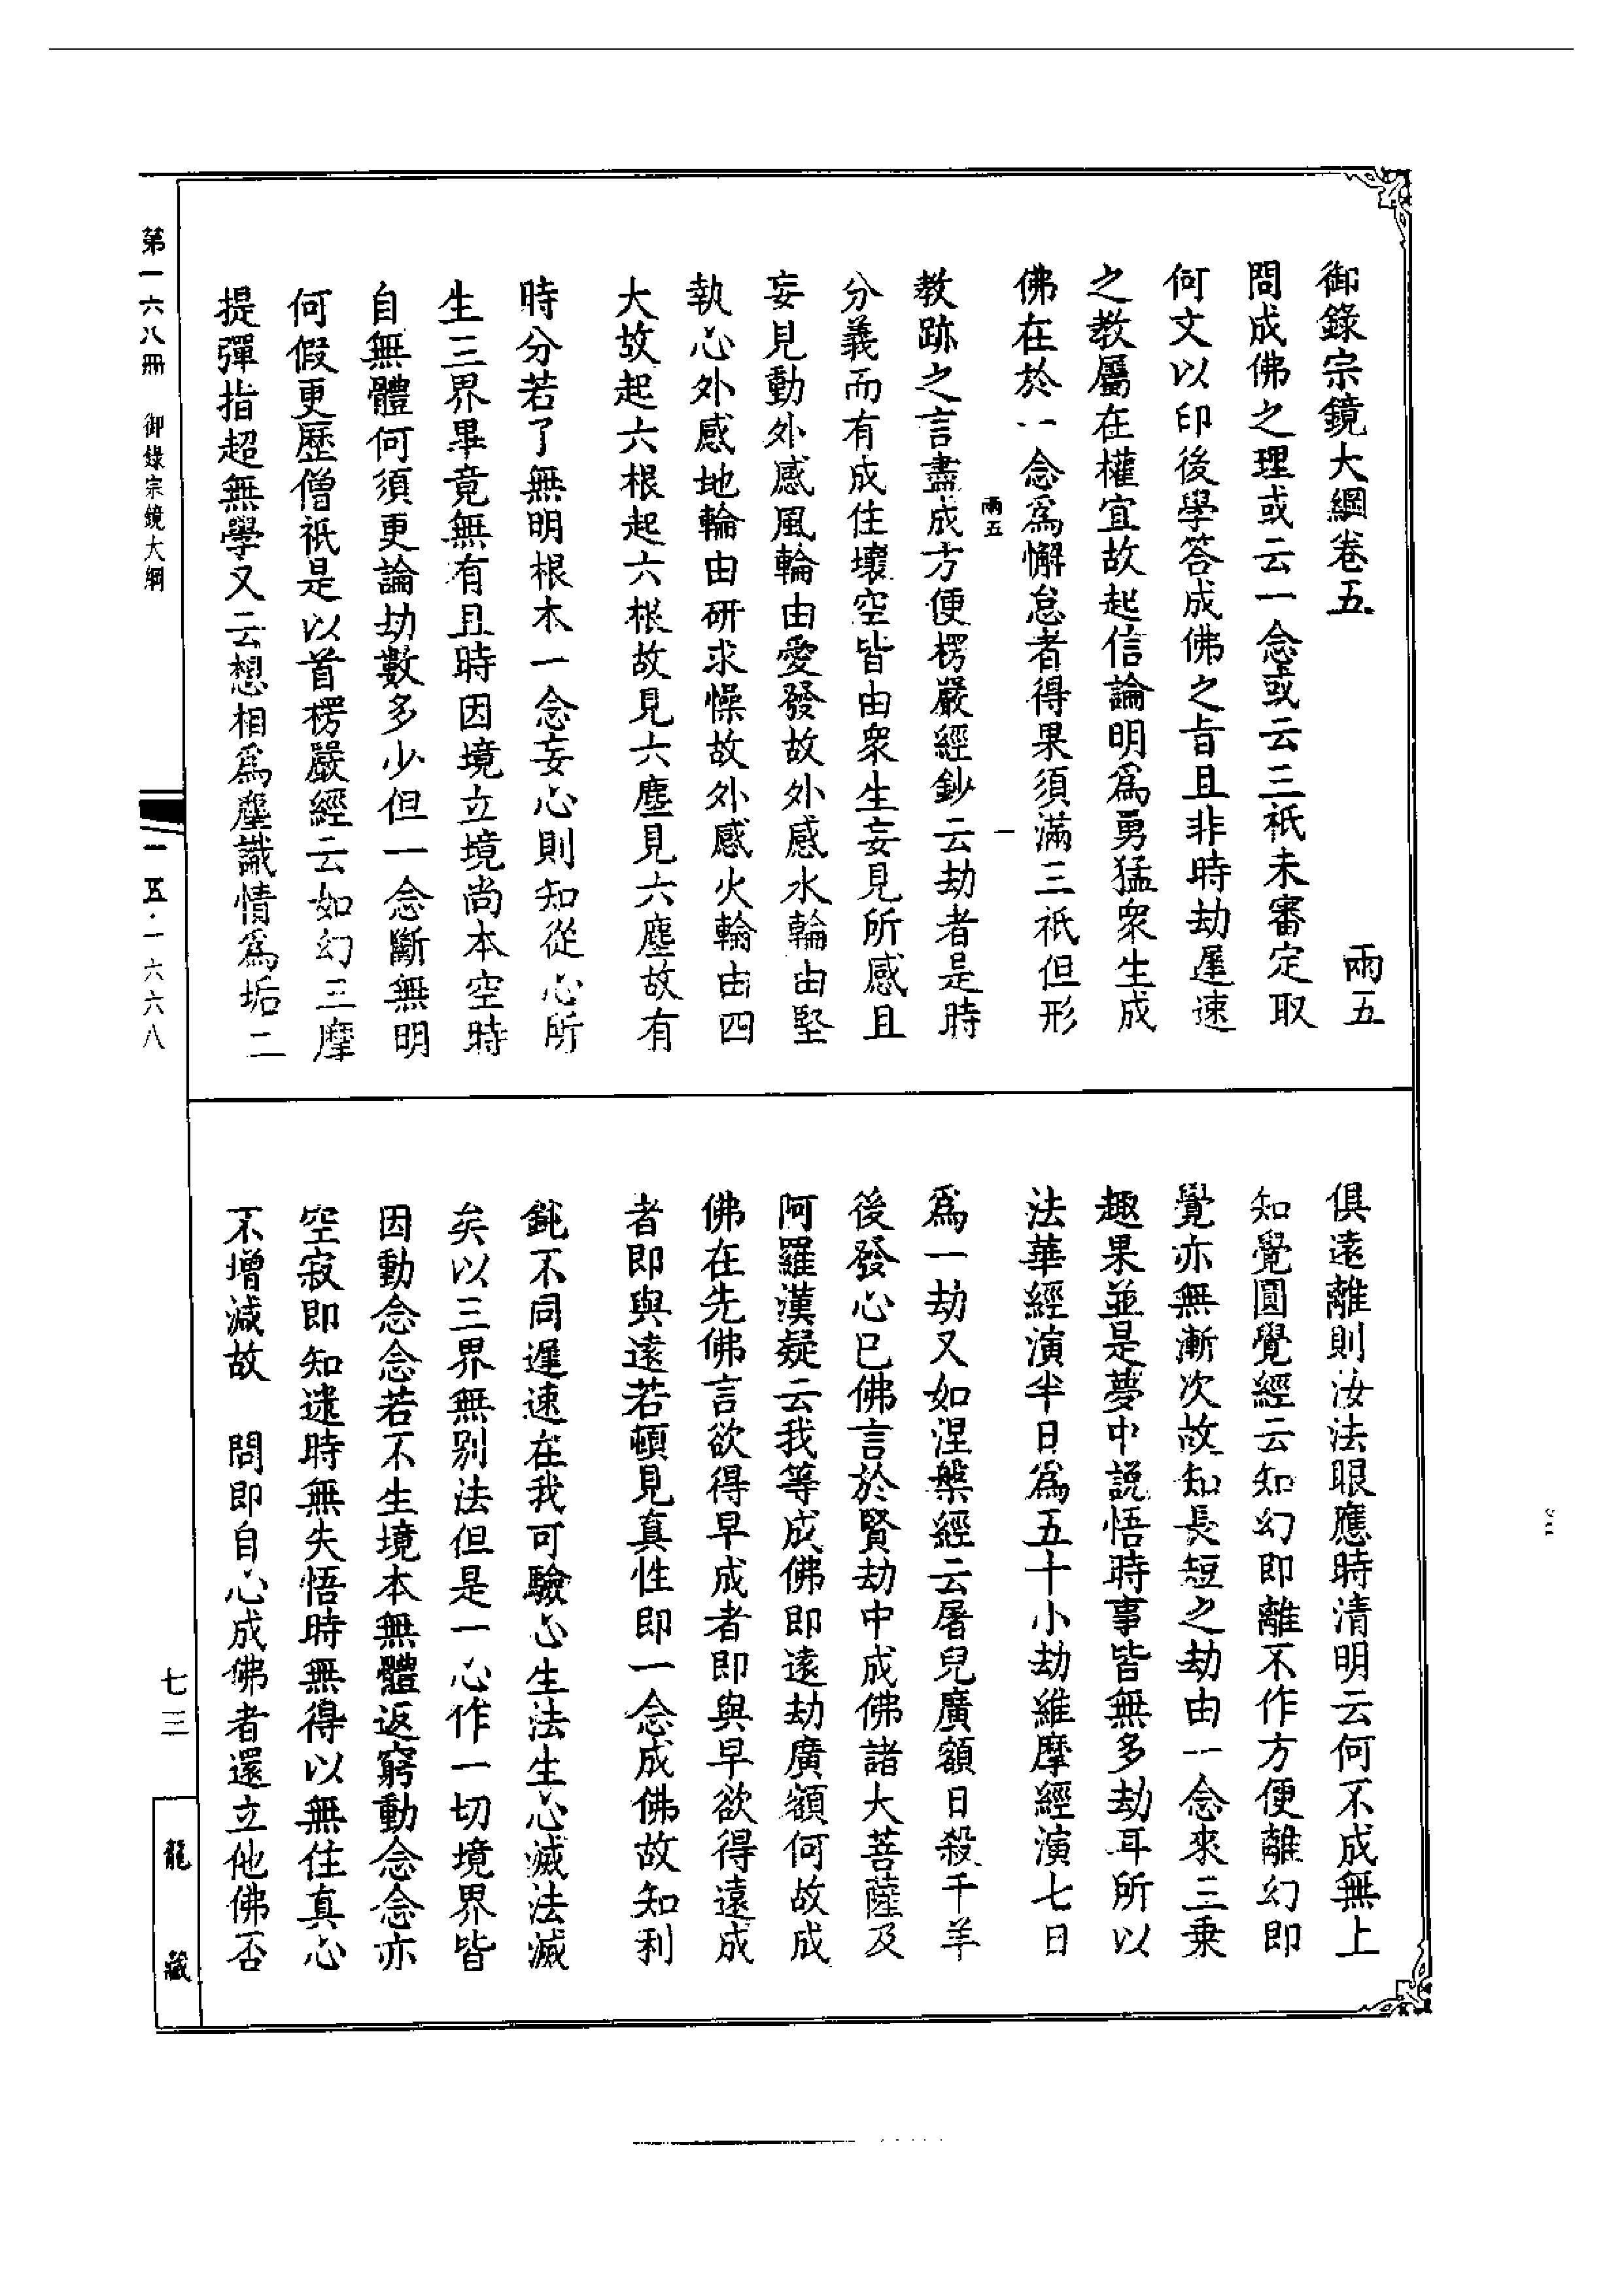 御錄宗鏡大綱卷五　雨五
問成佛之理或云一念或云三祇未審定取
何文以印後學答成佛之旨且非時劫遲速
之教屬在權宜故起信論明爲勇猛衆生成
佛在於一念爲懈怠者得果須滿三祇但形
雨五　一
教跡之言盡成方便楞嚴經鈔云劫者是時
分義而有成住壞空皆由衆生妄見所感且
妄見動外感風輪由愛發故外感水輪由堅
執心外感地輪由研求懆故外感火輪由四
大故起六根起六根故見六塵見六塵故有
時分若了無明根本一念妄心則知從心所
生三界畢竟無有且時因境立境尚本空時
自無體何須更論劫數多少但一念斷無明
何假更歷僧祇是以首楞嚴經云如幻三摩
提彈指超無學又云想相爲塵識情爲垢二
俱遠離則汝法眼應時清明云何不成無上
知覺圓覺經云知幻即離不作方便離幻即
覺亦無漸次故知長短之劫由一念來三乗
趣果並是夢中說悟時事皆無多劫耳所以
法華經演半日爲五十小劫維摩經演七日
爲一劫又如涅槃經云屠兒廣額日殺千羊
後發心已佛言於賢劫中成佛諸大菩薩及
阿羅漢疑云我等成佛即遠劫廣額何故成
佛在先佛言欲得早成者即與早欲得遠成
者即與遠若頓見真性即一念成佛故知利
鈍不同遲速在我可驗心生法生心滅法滅
矣以三界無別法但是一心作一切境界皆
因動念念若不生境本無體返窮動念念亦
空寂即知迷時無失悟時無得以無住真心
不增減故　問即自心成佛者還立他佛否
第一六八冊　御錄宗鏡大綱
一五·一六六八
七三
龍藏